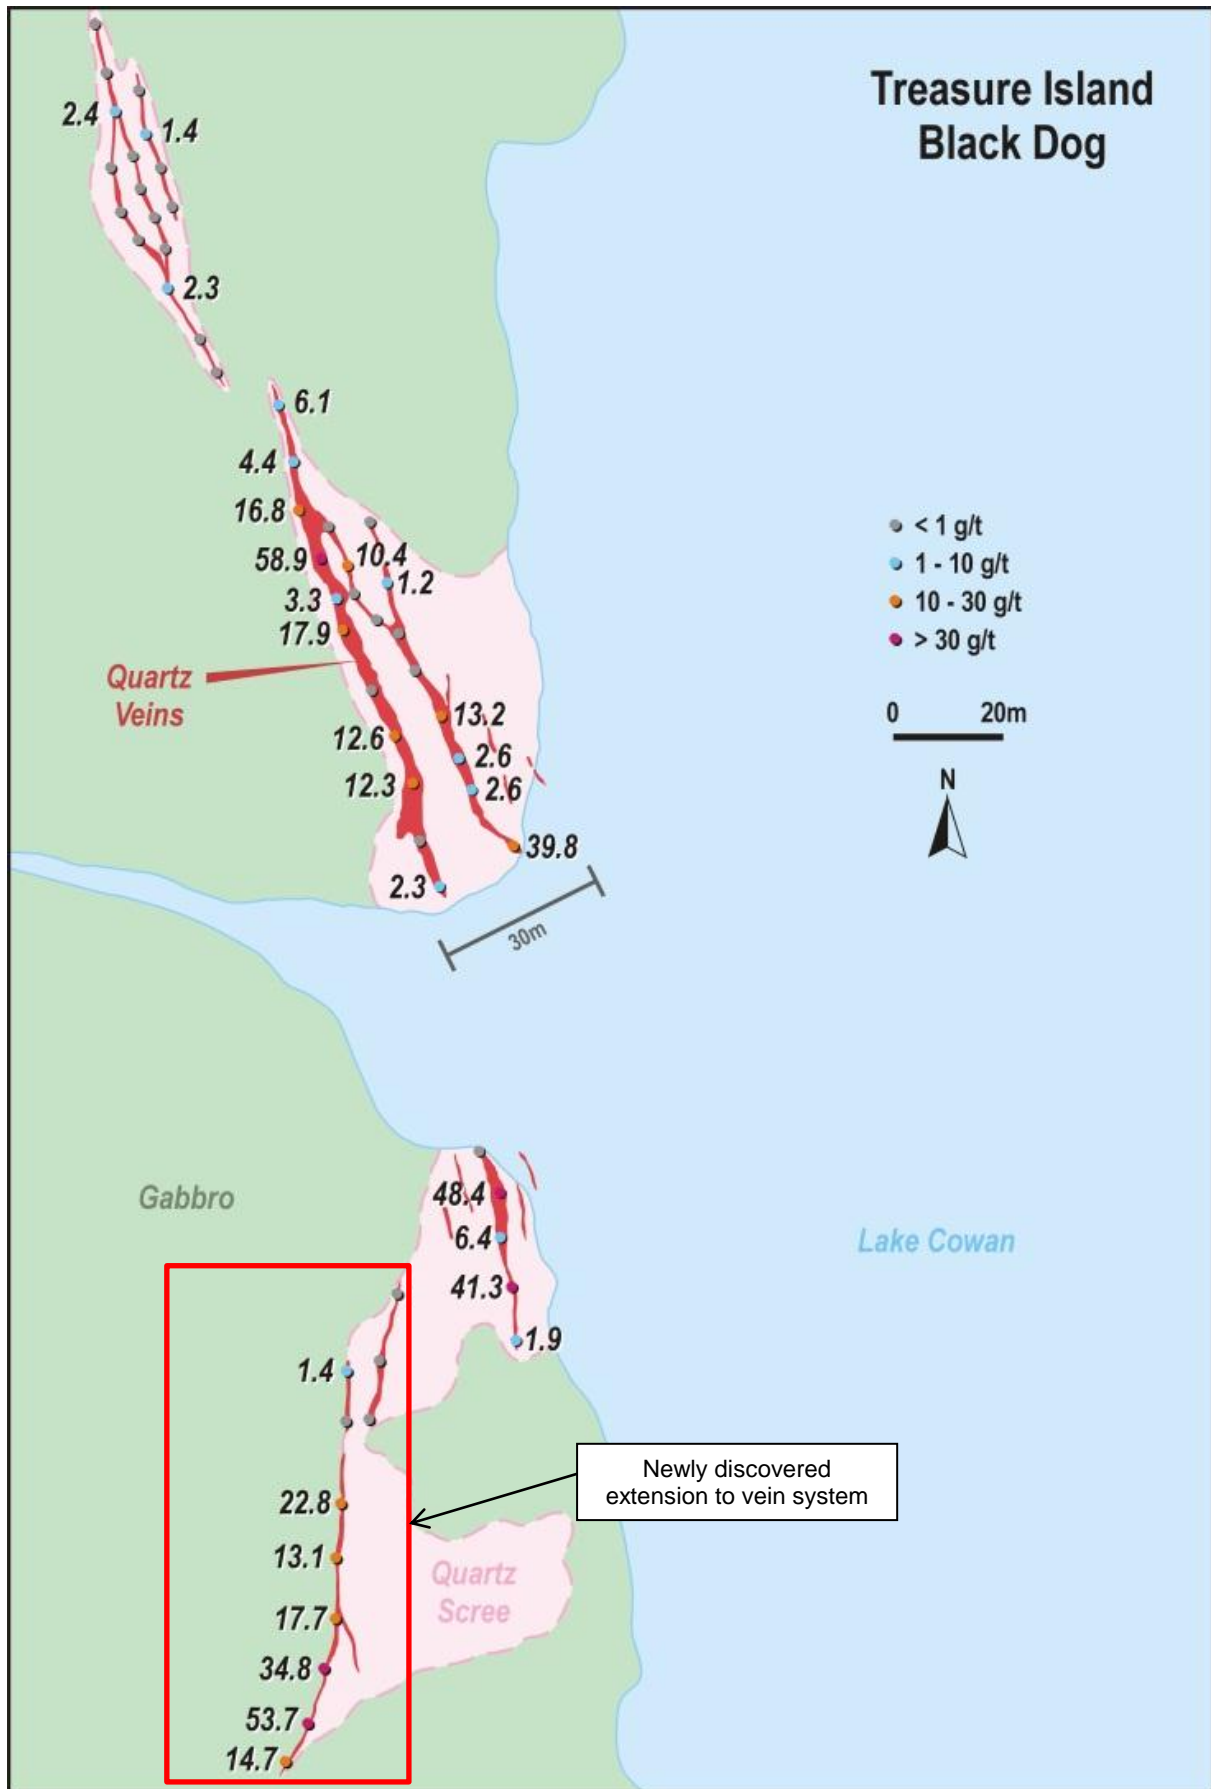 Treasure Island
Black Dog
2.4
1.4
2.3
6.1
4.4
16.8
58.9
10.4
1.2
3.3
17.9
Quartz
Veins
12.6
12.3
13.2
2.6
2.6
39.8
2.3
30m
< 1 g/t
1 - 10 g/t
10 - 30 g/t
> 30 g/t
0 20m
N
Gabbro
48.4
6.4
41.3
1.9
Lake Cowan
1.4
22.8
13.1
17.7
34.8
53.7
14.7
Newly discovered
extension to vein system
Quartz
Scree